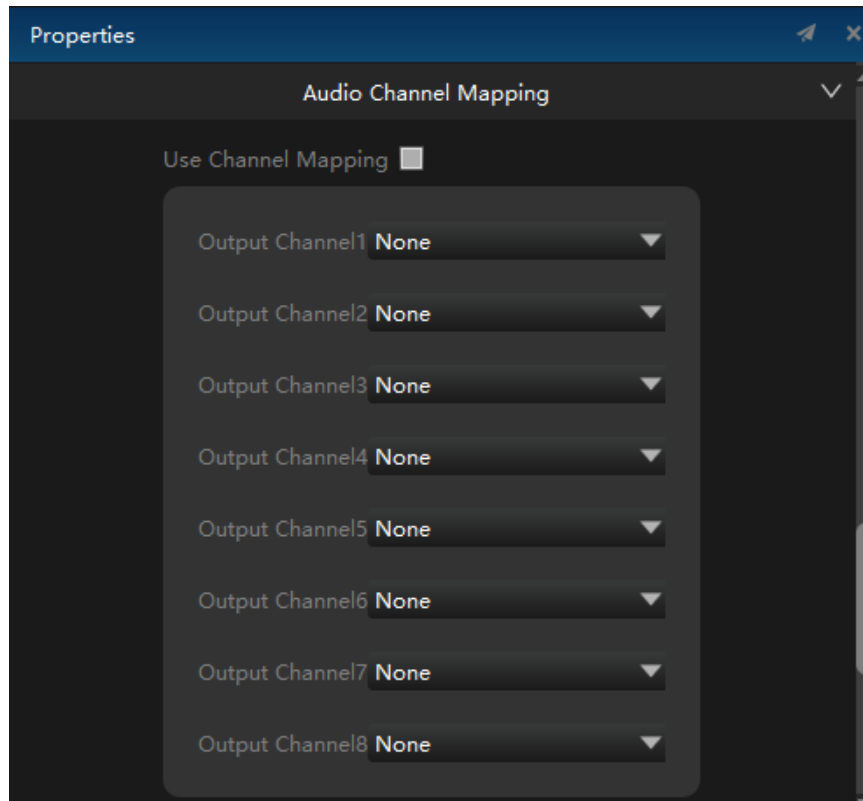 Properties
Audio Channel Mapping
Use Channel Mapping
Output Channel1 None
Output Channel2 None
Output Channel3 None
Output Channel4 None
Output Channel5 None
Output Channel6 None
Output Channel7 None
Output Channel8 None